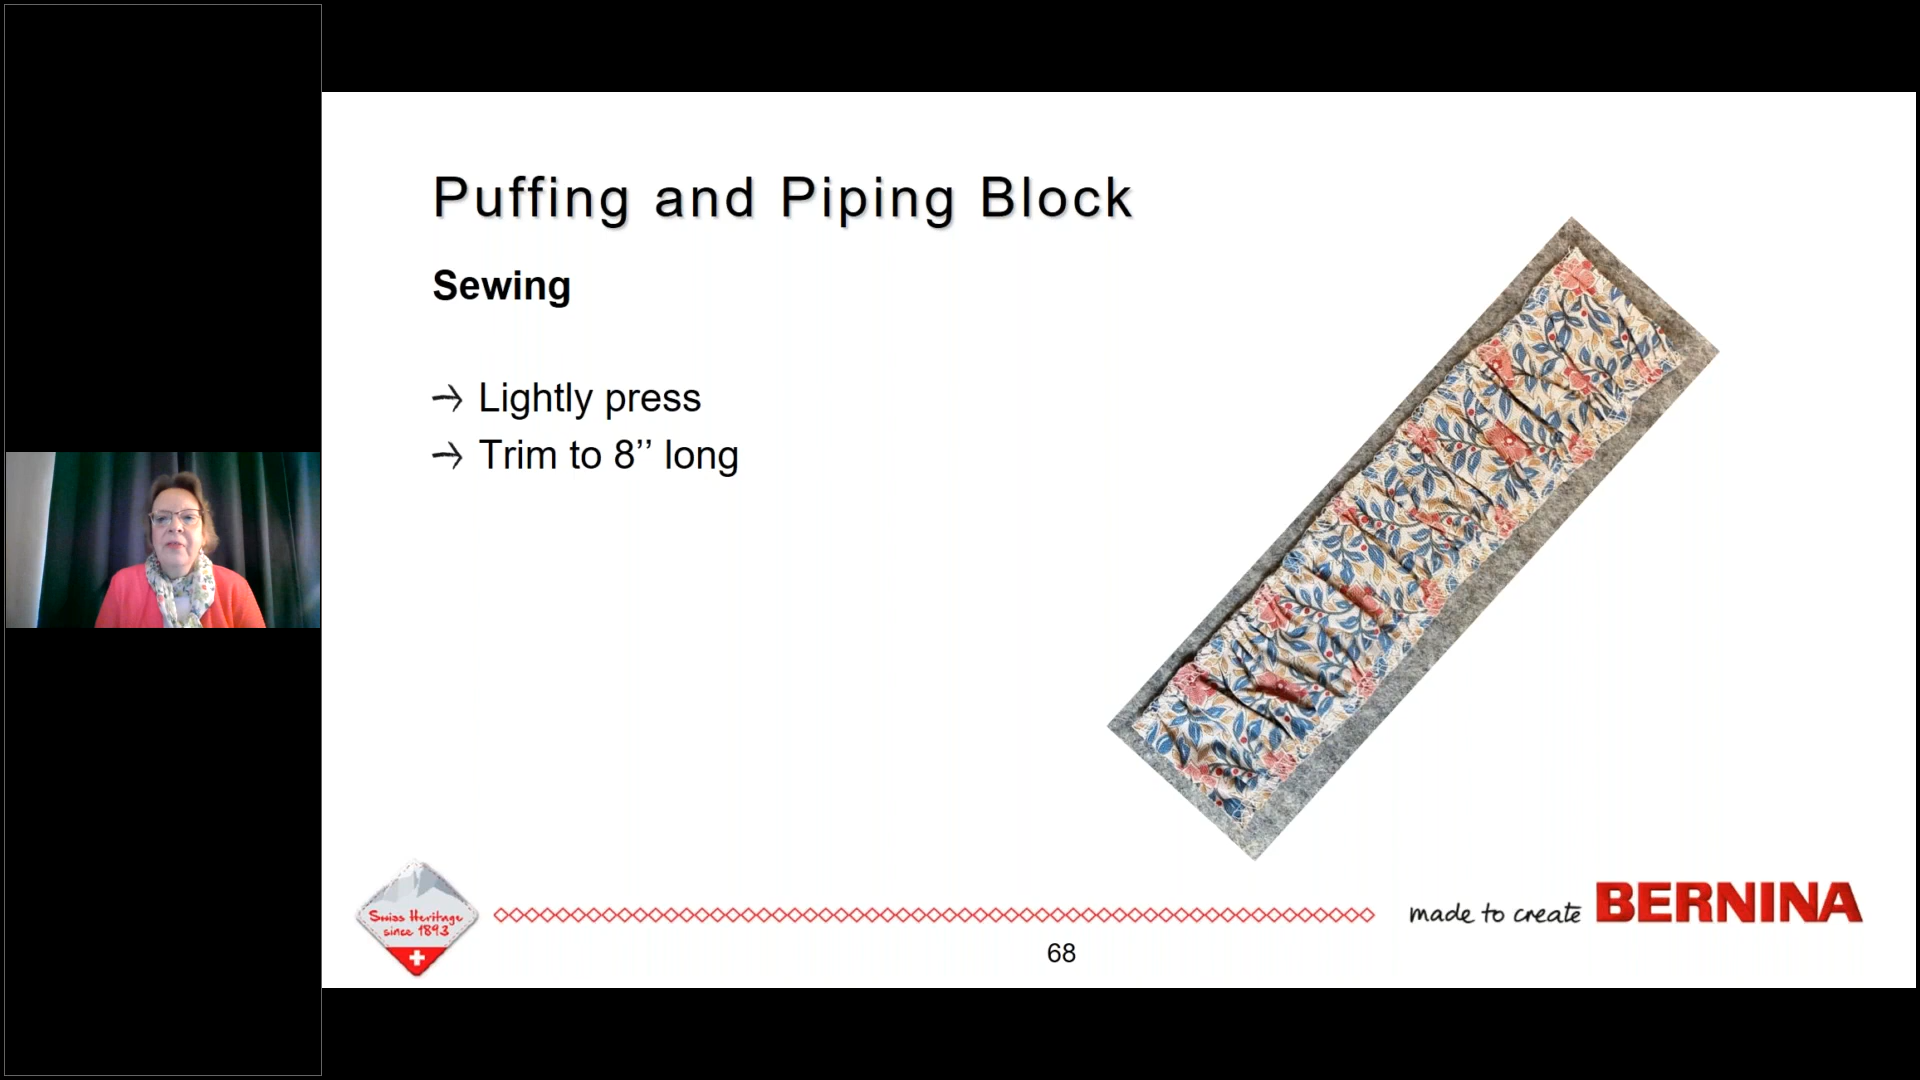 Puffing and Piping Block
Sewing
→ Lightly press
→ Trim to 8’’ long
Swiss Heritage
since 1893
made to create BERNINA
68